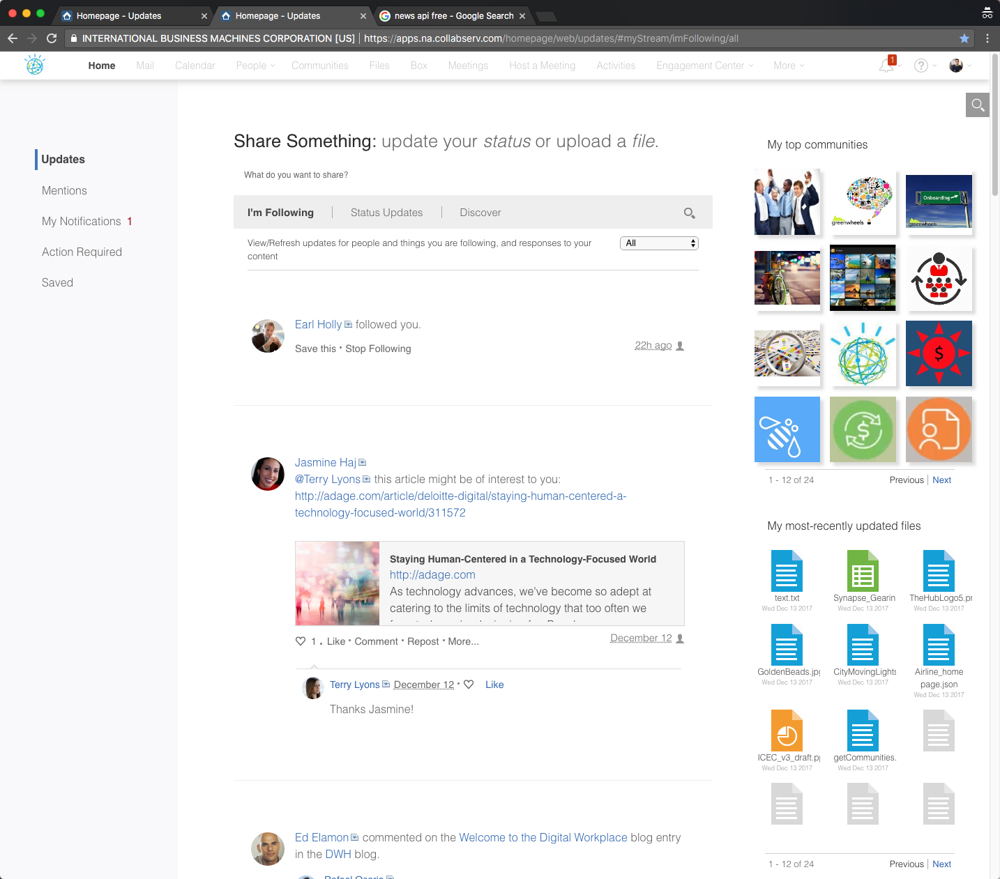 Homepage - Updates
Homepage - Updates
news api free - Google Search
INTERNATIONAL BUSINESS MACHINES CORPORATION [US] https://apps.na.collabserv.com/homepage/web/updates/#myStream/imFollowing/all
Home Mail Calendar People Communities Files Box Meetings Host a Meeting Activities Engagement Center More 1 ?
Updates
Mentions
My Notifications 1
Action Required
Saved
Share Something: update your status or upload a file.
What do you want to share?
I'm Following Status Updates Discover
View/Refresh updates for people and things you are following, and responses to your
content
All
Earl Holly followed you.
Save this • Stop Following
22h ago
Jasmine Haj
@Terry Lyons this article might be of interest to you:
http://adage.com/article/deloitte-digital/staying-human-centered-a-
technology-focused-world/311572
Staying Human-Centered in a Technology-Focused World
http://adage.com
As technology advances, we've become so adept at
catering to the limits of technology that too often we
1 . Like • Comment • Repost • More...
December 12
Terry Lyons December 12 • Like
Thanks Jasmine!
Ed Elamon commented on the Welcome to the Digital Workplace blog entry
in the DWH blog.
My top communities
greenwheels
Onboarding
greenwheels
$
$
1 - 12 of 24
Previous | Next
My most-recently updated files
text.txt
Wed Dec 13 2017
Synapse_Gearin
Wed Dec 13 2017
TheHubLogo5.pr
Wed Dec 13 2017
GoldenBeads.jpg
Wed Dec 13 2017
CityMovingLights
Wed Dec 13 2017
Airline_home
page.json
Wed Dec 13 2017
ICEC_v3_draft.pp
Wed Dec 13 2017
getCommunities.
Wed Dec 13 2017
1 - 12 of 24
Previous | Next